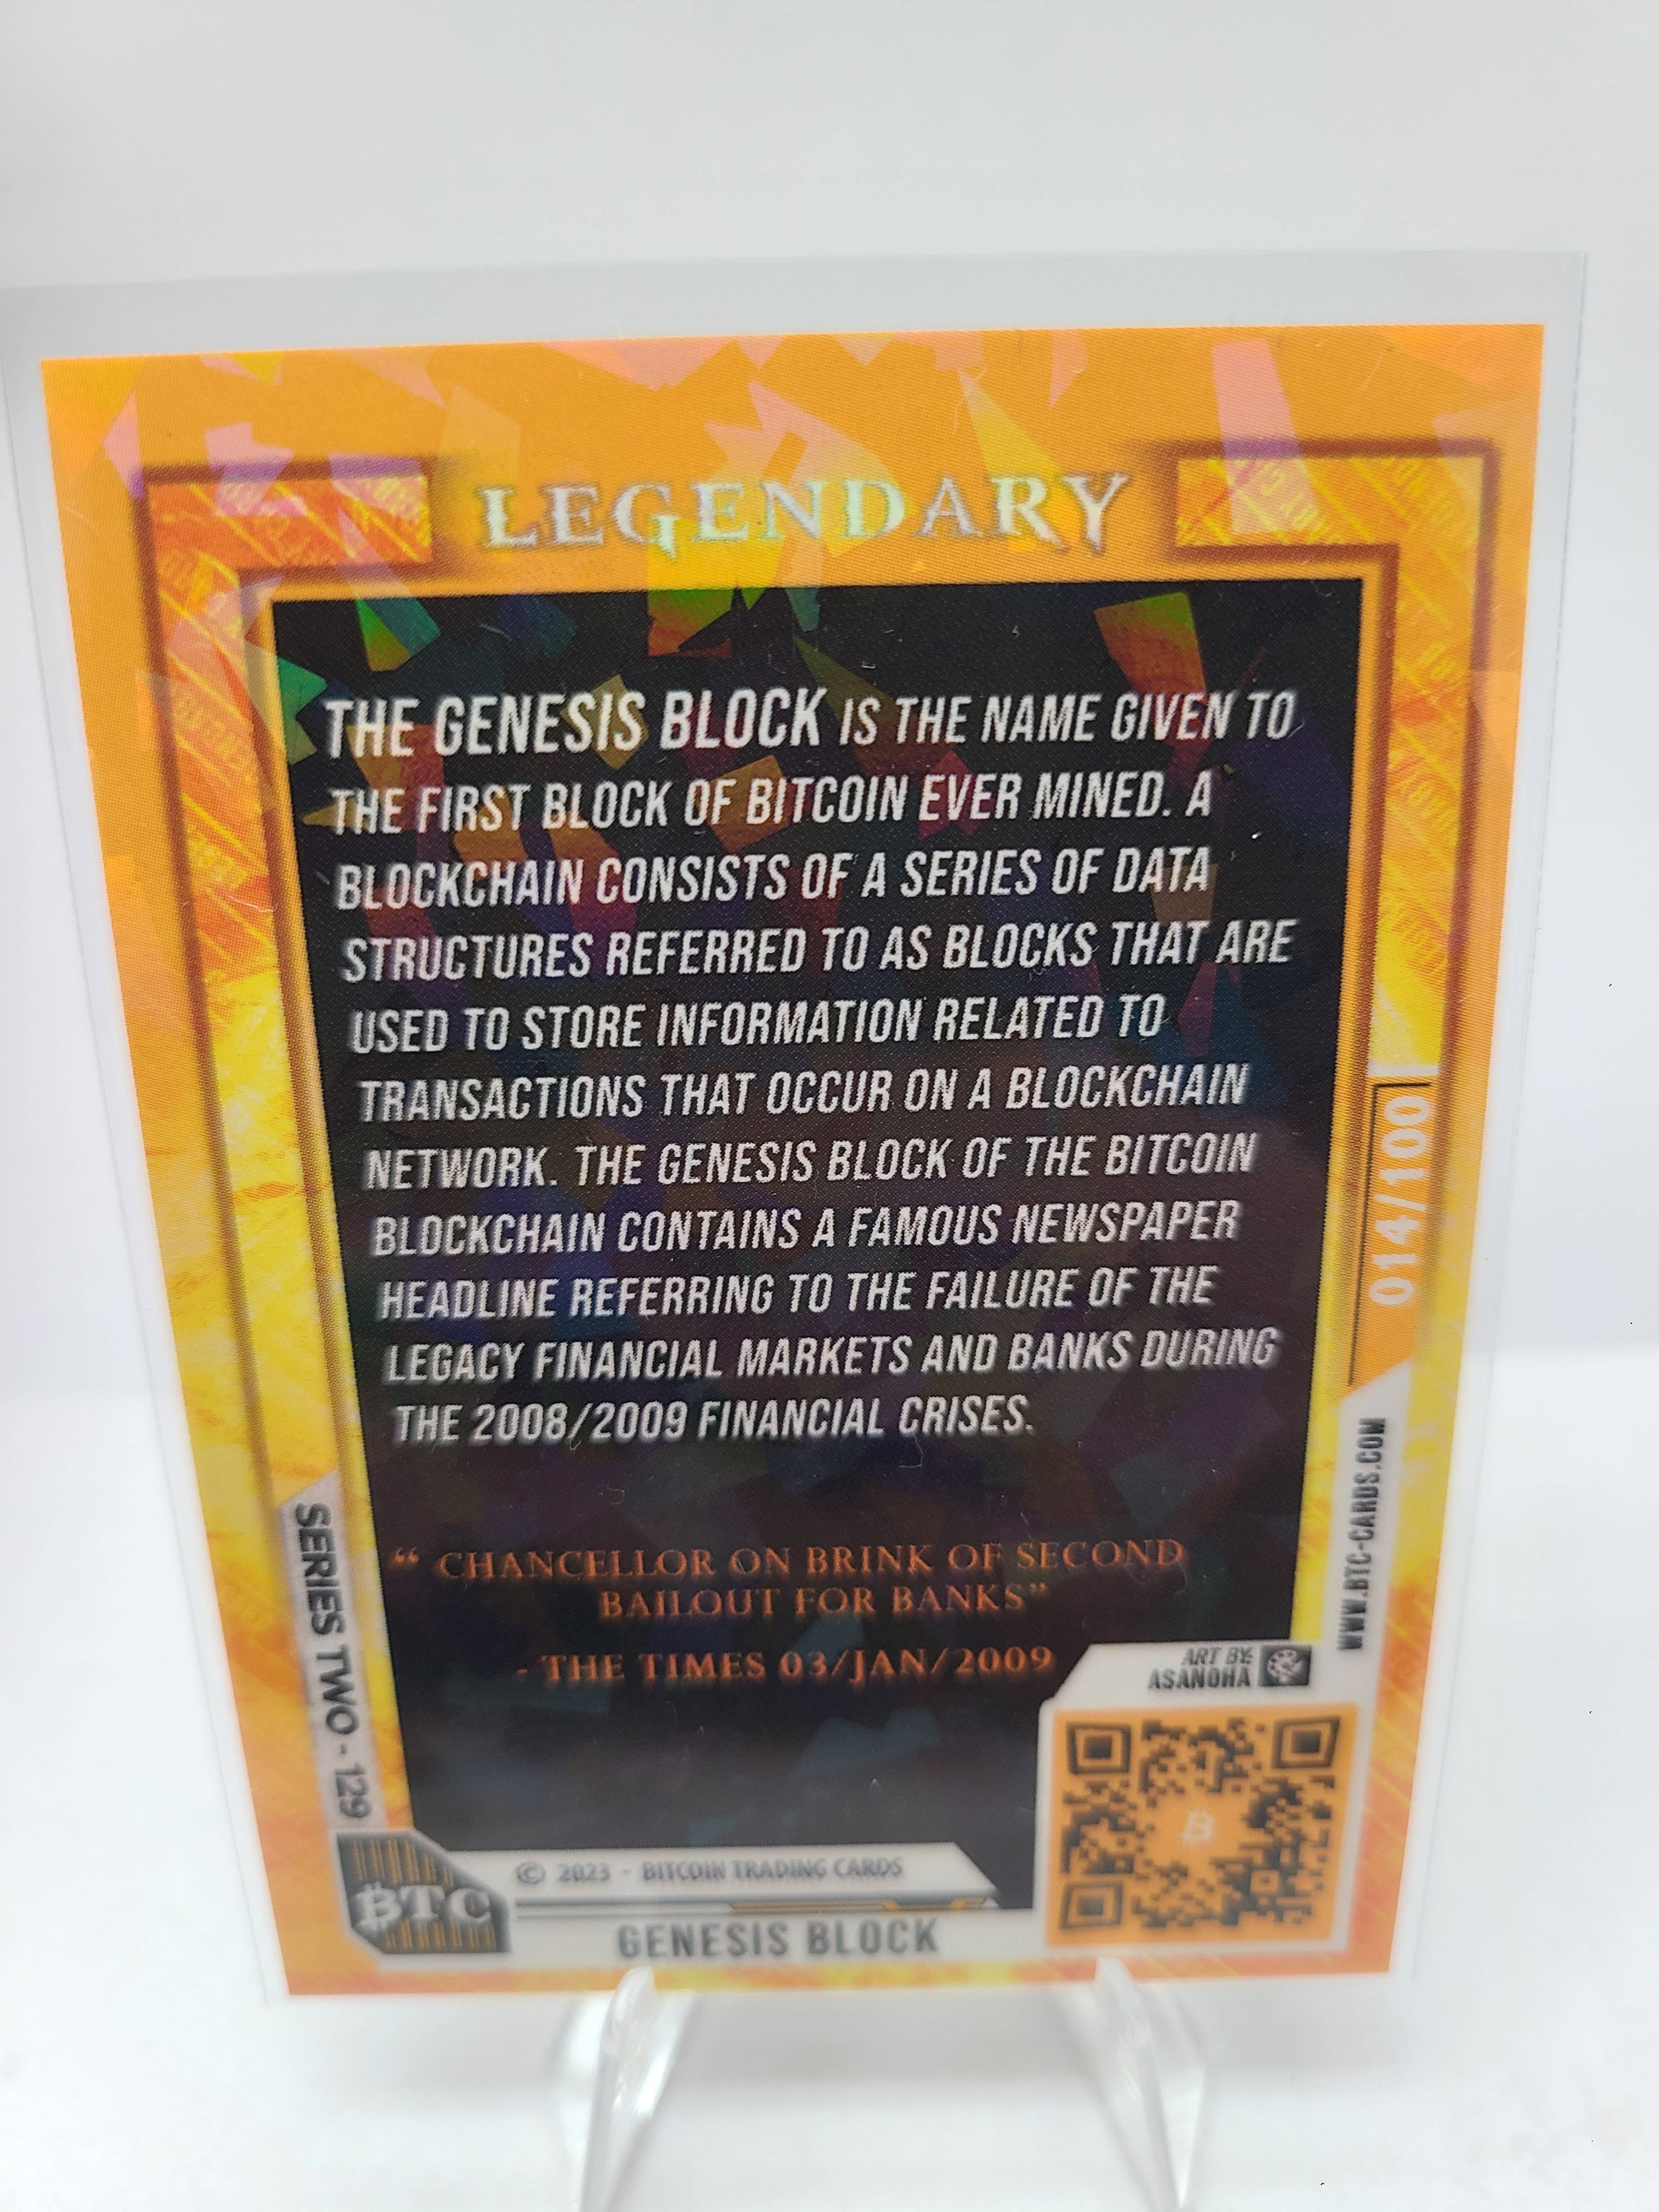 LEGENDARY
THE GENESIS BLOCK IS THE NAME GIVEN TO
THE FIRST BLOCK OF BITCOIN EVER MINED. A
BLOCKCHAIN CONSISTS OF A SERIES OF DATA
STRUCTURES REFERRED TO AS BLOCKS THAT ARE
USED TO STORE INFORMATION RELATED TO
TRANSACTIONS THAT OCCUR ON A BLOCKCHAIN
NETWORK. THE GENESIS BLOCK OF THE BITCOIN
BLOCKCHAIN CONTAINS A FAMOUS NEWSPAPER
HEADLINE REFERRING TO THE FAILURE OF THE
LEGACY FINANCIAL MARKETS AND BANKS DURING
THE 2008/2009 FINANCIAL CRISES.
“ CHANCELLOR ON BRINK OF SECOND
BAILOUT FOR BANKS”
- THE TIMES 03/JAN/2009
014/100
WWW.BTC-CARDS.COM
SERIES TWO - 129
ART BY:
ASANOHA
₿TC
© 2023 - BITCOIN TRADING CARDS
GENESIS BLOCK